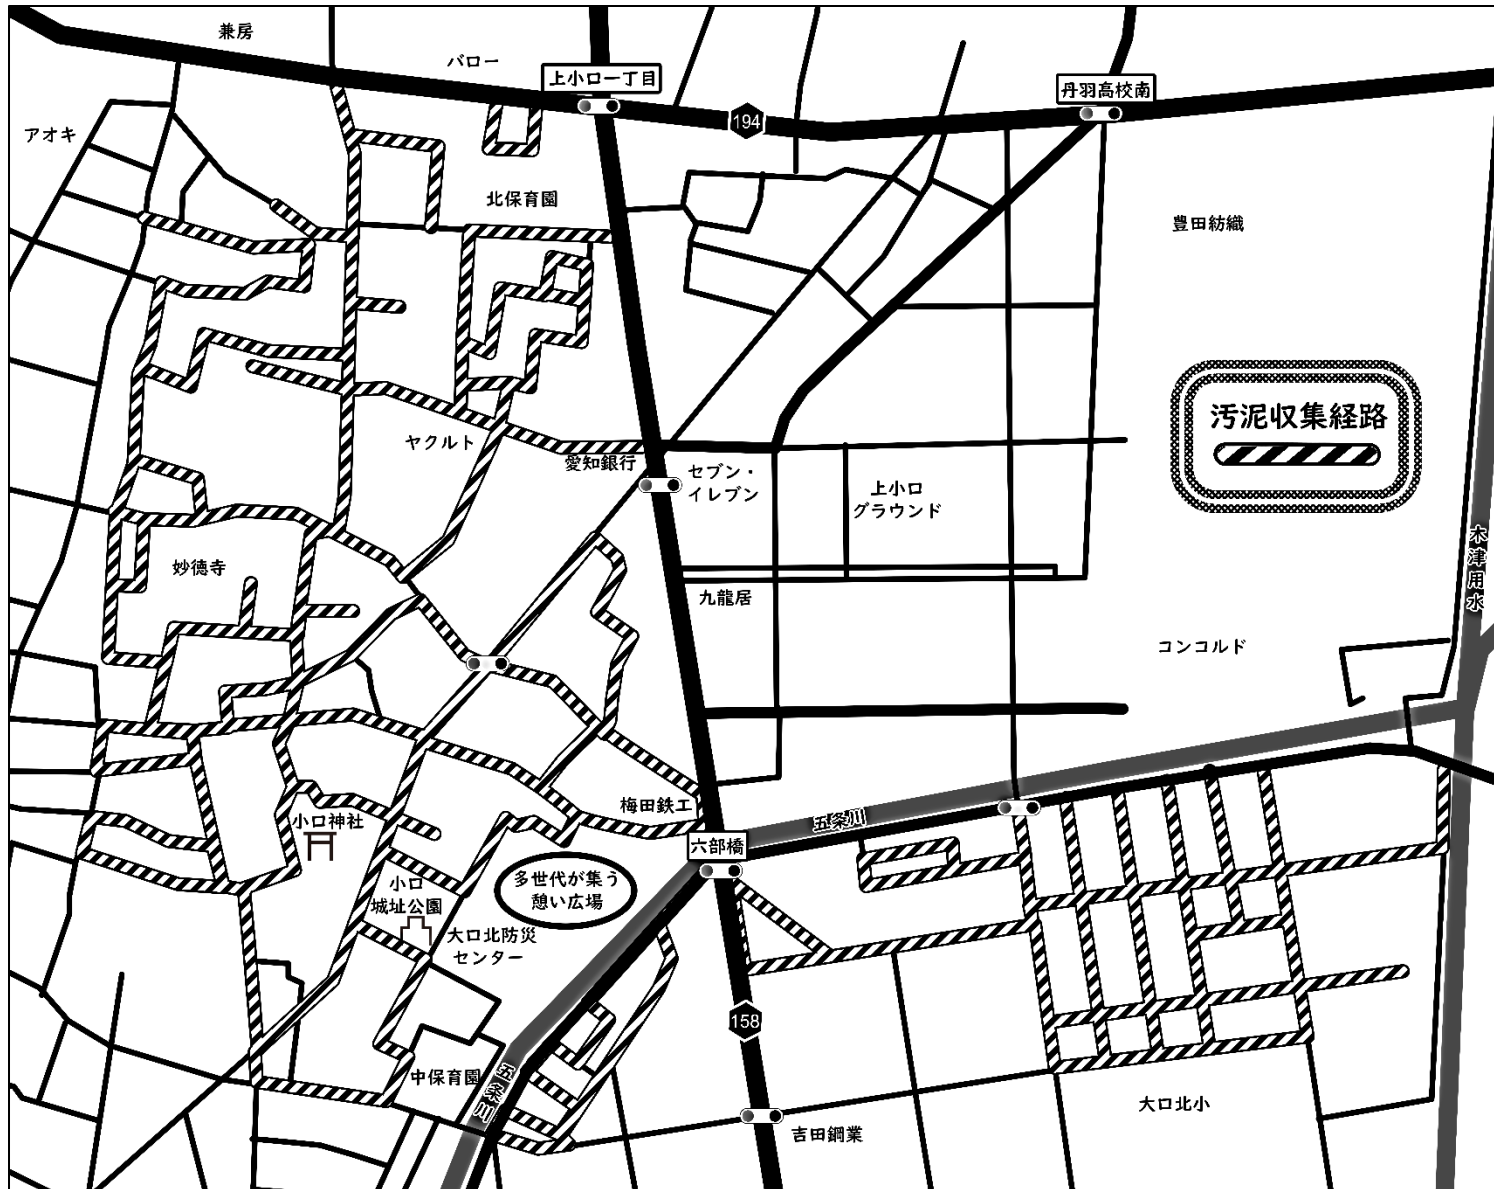 兼房
バロー
上小口一丁目
丹羽高校南
194
アオキ
北保育園
豊田紡織
汚泥収集経路
ヤクルト
愛知銀行
セブン・
イレブン
上小口
グラウンド
木津用水
妙徳寺
九龍居
コンコルド
梅田鉄工
五条川
小口神社
六部橋
小口
城址公園
多世代が集う
憩い広場
大口北防災
センター
158
中保育園
五条川
吉田鋼業
大口北小